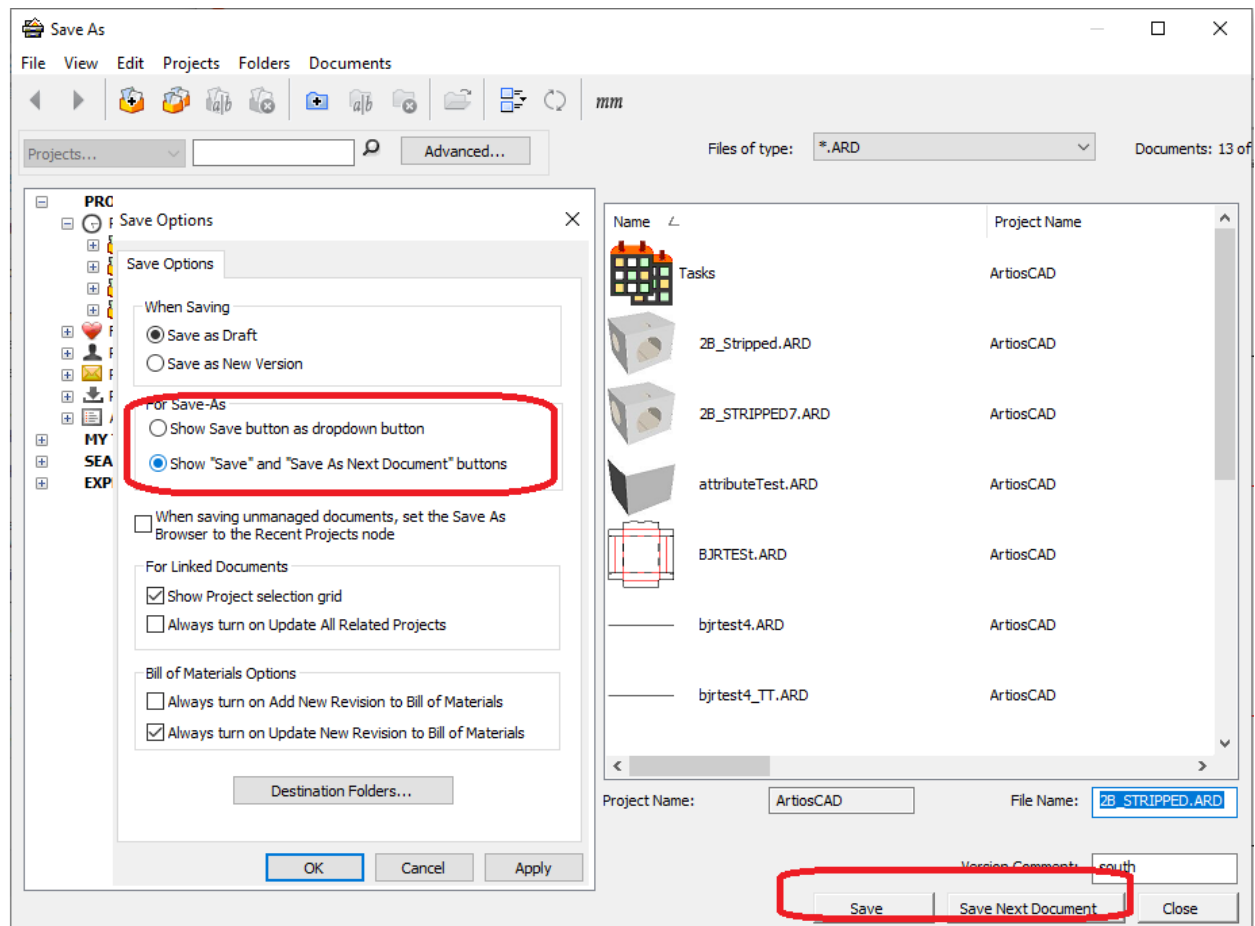 Save As
File View Edit Projects Folders Documents
a|b a|b mm
Projects... Advanced... Files of type: *.ARD Documents: 13 of
PRO
Save Options
Save Options
When Saving
Save as Draft
Save as New Version
For Save-As
Show Save button as dropdown button
Show "Save" and "Save As Next Document" buttons
When saving unmanaged documents, set the Save As
Browser to the Recent Projects node
For Linked Documents
Show Project selection grid
Always turn on Update All Related Projects
Bill of Materials Options
Always turn on Add New Revision to Bill of Materials
Always turn on Update New Revision to Bill of Materials
Destination Folders...
OK Cancel Apply
MY
SEA
EXP
Name Project Name
Tasks ArtiosCAD
2B_Stripped.ARD ArtiosCAD
2B_STRIPPED7.ARD ArtiosCAD
attributeTest.ARD ArtiosCAD
BJRTESt.ARD ArtiosCAD
bjrtest4.ARD ArtiosCAD
bjrtest4_TT.ARD ArtiosCAD
Project Name: ArtiosCAD File Name: 2B_STRIPPED.ARD
Version Comment: south
Save Save Next Document Close